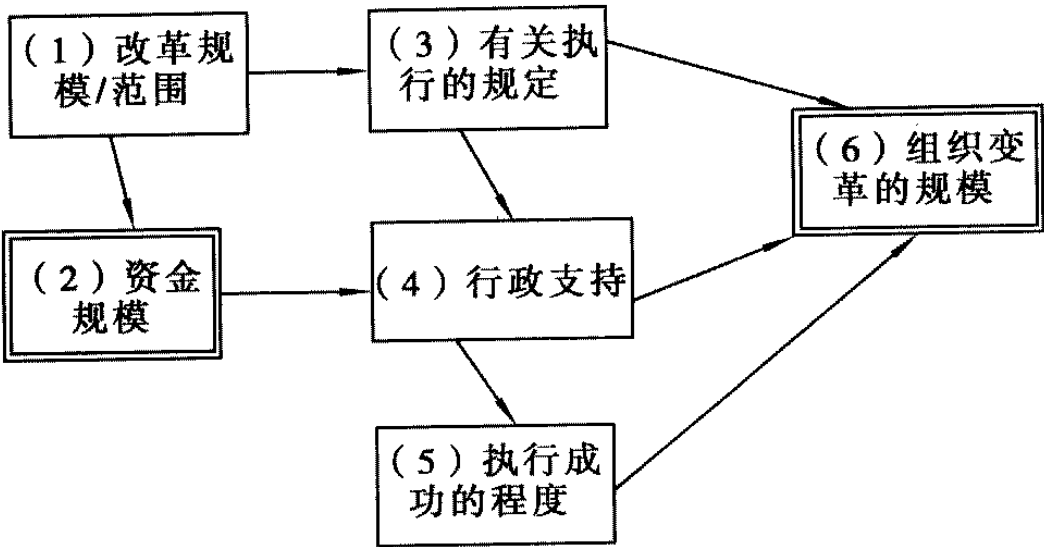 （1）改革规
模/范围
（3）有关执
行的规定
（6）组织变
革的规模
（2）资金
规模
（4）行政支持
（5）执行成
功的程度